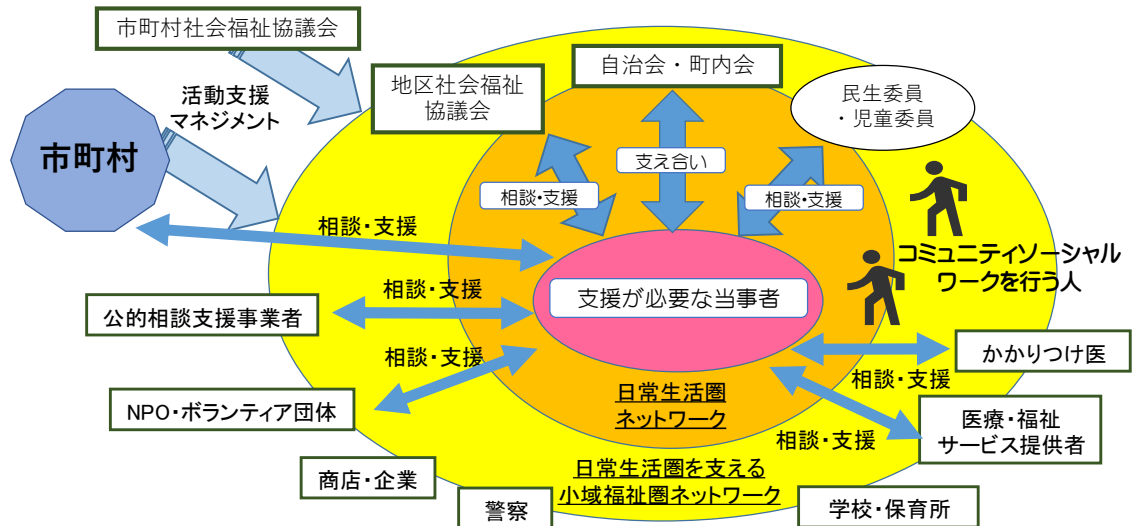 市町村社会福祉協議会
活動支援
マネジメント
市町村
地区社会福祉
協議会
自治会・町内会
民生委員
・児童委員
相談・支援
支え合い
相談・支援
相談・支援
コミュニティソーシャル
ワークを行う人
支援が必要な当事者
相談・支援
公的相談支援事業者
相談・支援
NPO・ボランティア団体
かかりつけ医
相談・支援
日常生活圏
ネットワーク
医療・福祉
サービス提供者
相談・支援
商店・企業
日常生活圏を支える
小域福祉圏ネットワーク
警察
学校・保育所